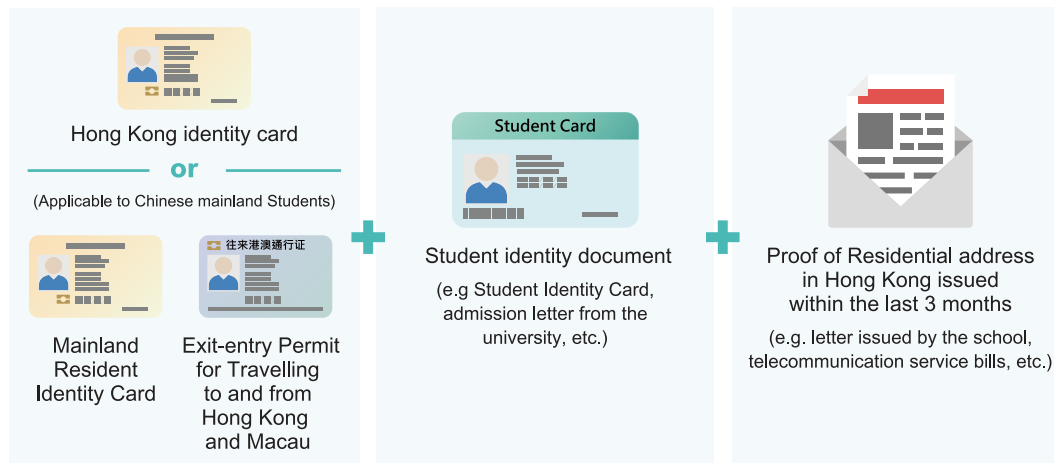 Hong Kong identity card
or
(Applicable to Chinese mainland Students)
往來港澳通行证
Mainland
Resident
Identity Card
Exit-entry Permit
for Travelling
to and from
Hong Kong
and Macau
Student Card
Student identity document
(e.g Student Identity Card,
admission letter from the
university, etc.)
Proof of Residential address
in Hong Kong issued
within the last 3 months
(e.g. letter issued by the school,
telecommunication service bills, etc.)